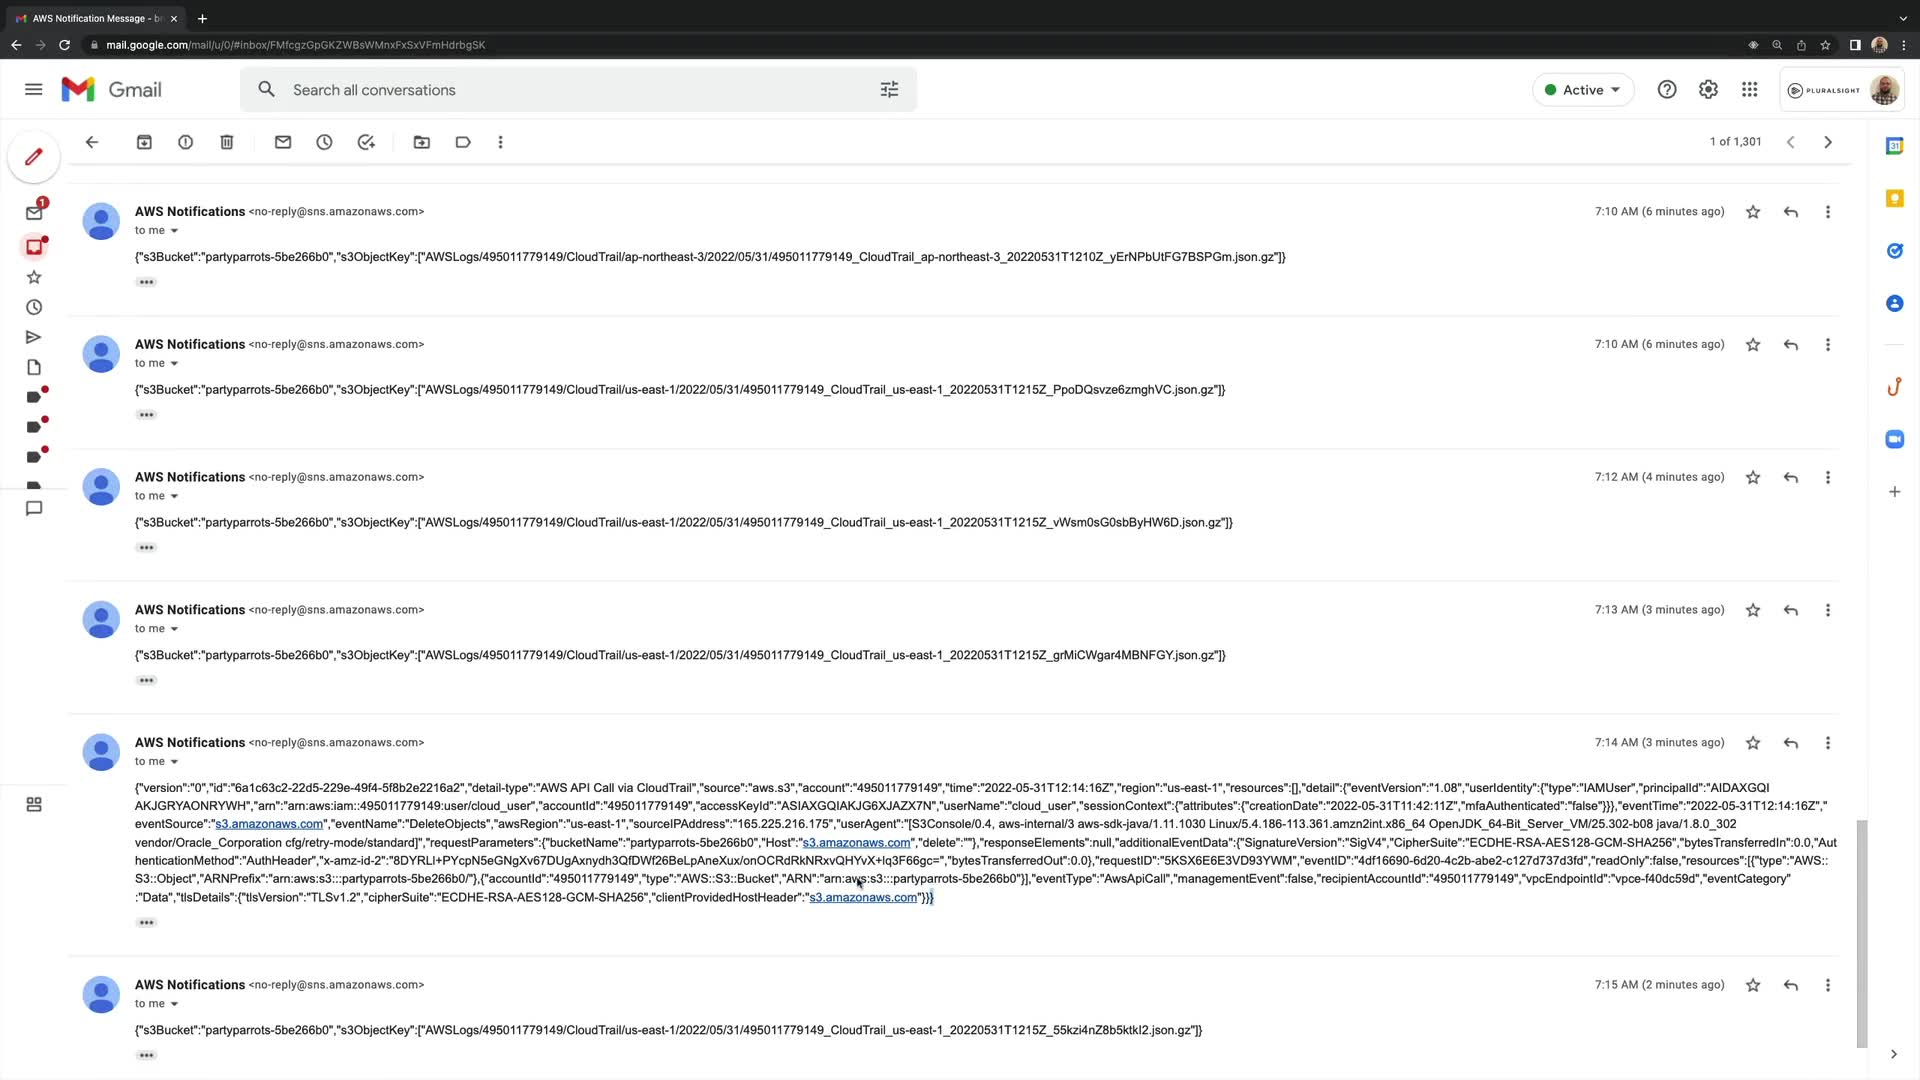 AWS Notification Message - br
mail.google.com/mail/u/0/#inbox/FMfcgzGpGKZWBsWMnxFxSxVFmHdrbgSK
Gmail
Search all conversations
Active
PLURALSIGHT
1 of 1,301
1
31
AWS Notifications <no-reply@sns.amazonaws.com>
7:10 AM (6 minutes ago)
to me
{"s3Bucket":"partyparrots-5be266b0","s3ObjectKey":["AWSLogs/495011779149/CloudTrail/ap-northeast-3/2022/05/31/495011779149_CloudTrail_ap-northeast-3_20220531T1210Z_yErNPbUtFG7BSPGm.json.gz"]}
AWS Notifications <no-reply@sns.amazonaws.com>
7:10 AM (6 minutes ago)
to me
{"s3Bucket":"partyparrots-5be266b0","s3ObjectKey":["AWSLogs/495011779149/CloudTrail/us-east-1/2022/05/31/495011779149_CloudTrail_us-east-1_20220531T1215Z_PpoDQsvze6zmghVC.json.gz"]}
AWS Notifications <no-reply@sns.amazonaws.com>
7:12 AM (4 minutes ago)
to me
{"s3Bucket":"partyparrots-5be266b0","s3ObjectKey":["AWSLogs/495011779149/CloudTrail/us-east-1/2022/05/31/495011779149_CloudTrail_us-east-1_20220531T1215Z_vWsm0sG0sbByHW6D.json.gz"]}
AWS Notifications <no-reply@sns.amazonaws.com>
7:13 AM (3 minutes ago)
to me
{"s3Bucket":"partyparrots-5be266b0","s3ObjectKey":["AWSLogs/495011779149/CloudTrail/us-east-1/2022/05/31/495011779149_CloudTrail_us-east-1_20220531T1215Z_grMiCWgar4MBNFGY.json.gz"]}
AWS Notifications <no-reply@sns.amazonaws.com>
7:14 AM (3 minutes ago)
to me
{"version":"0","id":"6a1c63c2-22d5-229e-49f4-5f8b2e2216a2","detail-type":"AWS API Call via CloudTrail","source":"aws.s3","account":"495011779149","time":"2022-05-31T12:14:16Z","region":"us-east-1","resources":[],"detail":{"eventVersion":"1.08","userIdentity":{"type":"IAMUser","principalId":"AIDAXGQI
AKJGRYAONRYWH","arn":"arn:aws:iam::495011779149:user/cloud_user","accountId":"495011779149","accessKeyId":"ASIAXGQIAKJG6XJAZX7N","userName":"cloud_user","sessionContext":{"attributes":{"creationDate":"2022-05-31T11:42:11Z","mfaAuthenticated":"false"}}},"eventTime":"2022-05-31T12:14:16Z","
eventSource":"s3.amazonaws.com","eventName":"DeleteObjects","awsRegion":"us-east-1","sourceIPAddress":"165.225.216.175","userAgent":"[S3Console/0.4, aws-internal/3 aws-sdk-java/1.11.1030 Linux/5.4.186-113.361.amzn2int.x86_64 OpenJDK_64-Bit_Server_VM/25.302-b08 java/1.8.0_302
vendor/Oracle_Corporation cfg/retry-mode/standard]","requestParameters":{"bucketName":"partyparrots-5be266b0","Host":"s3.amazonaws.com","delete":""},"responseElements":null,"additionalEventData":{"SignatureVersion":"SigV4","CipherSuite":"ECDHE-RSA-AES128-GCM-SHA256","bytesTransferredIn":0.0,"Aut
henticationMethod":"AuthHeader","x-amz-id-2":"8DYRLI+PYcpN5eGNgXv67DUgAxnydh3QfDWf26BeLpAneXux/onOCRdRkNRxvQHYvX+Iq3F66gc=","bytesTransferredOut":0.0},"requestID":"5KSX6E6E3VD93YWM","eventID":"4df16690-6d20-4c2b-abe2-c127d737d3fd","readOnly":false,"resources":[{"type":"AWS::
S3::Object","ARNPrefix":"arn:aws:s3:::partyparrots-5be266b0/"},{"accountId":"495011779149","type":"AWS::S3::Bucket","ARN":"arn:aws:s3:::partyparrots-5be266b0"}],"eventType":"AwsApiCall","managementEvent":false,"recipientAccountId":"495011779149","vpcEndpointId":"vpce-f40dc59d","eventCategory"
:"Data","tlsDetails":{"tlsVersion":"TLSv1.2","cipherSuite":"ECDHE-RSA-AES128-GCM-SHA256","clientProvidedHostHeader":"s3.amazonaws.com"}}}
AWS Notifications <no-reply@sns.amazonaws.com>
7:15 AM (2 minutes ago)
to me
{"s3Bucket":"partyparrots-5be266b0","s3ObjectKey":["AWSLogs/495011779149/CloudTrail/us-east-1/2022/05/31/495011779149_CloudTrail_us-east-1_20220531T1215Z_55kzi4nZ8b5ktkI2.json.gz"]}